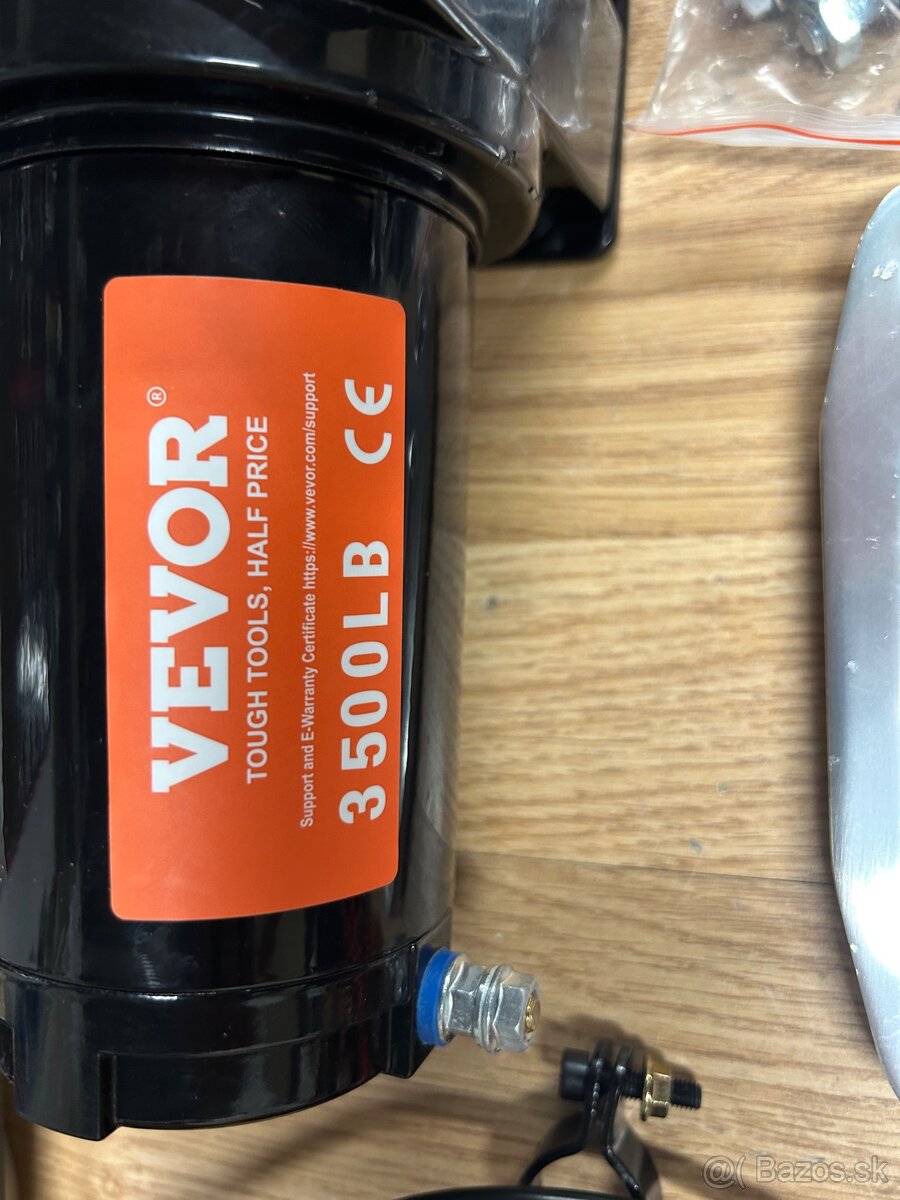 VEVOR®
TOUGH TOOLS, HALF PRICE
Support and E-Warranty Certificate https://www.vevor.com/support
3500LB CE
@( Bazos.sk